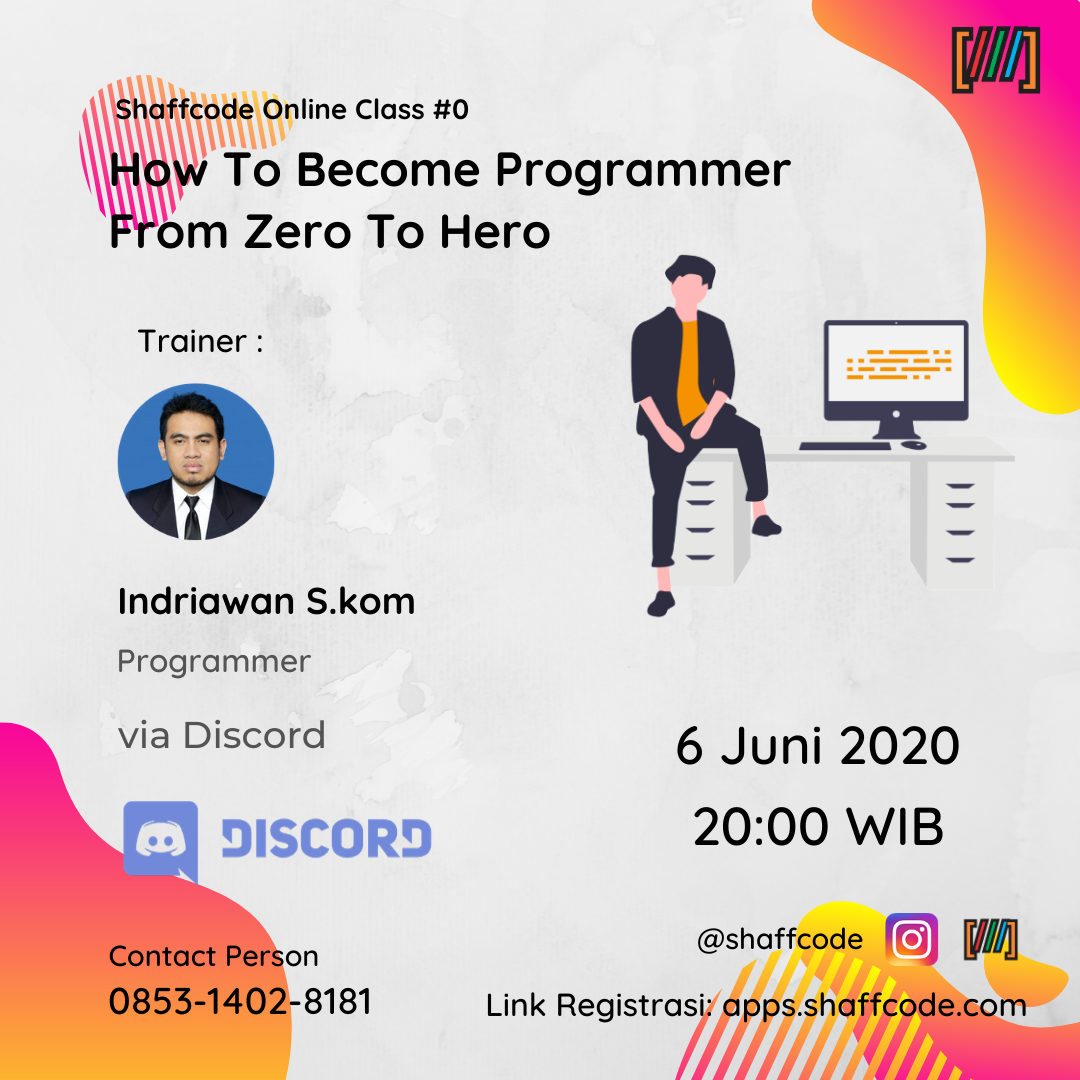 Shaffcode Online Class #0
How To Become Programmer
From Zero To Hero
Trainer :
Indriawan S.kom
Programmer
via Discord
DISCORD
6 Juni 2020
20:00 WIB
@shaffcode
Contact Person
0853-1402-8181
Link Registrasi: apps.shaffcode.com